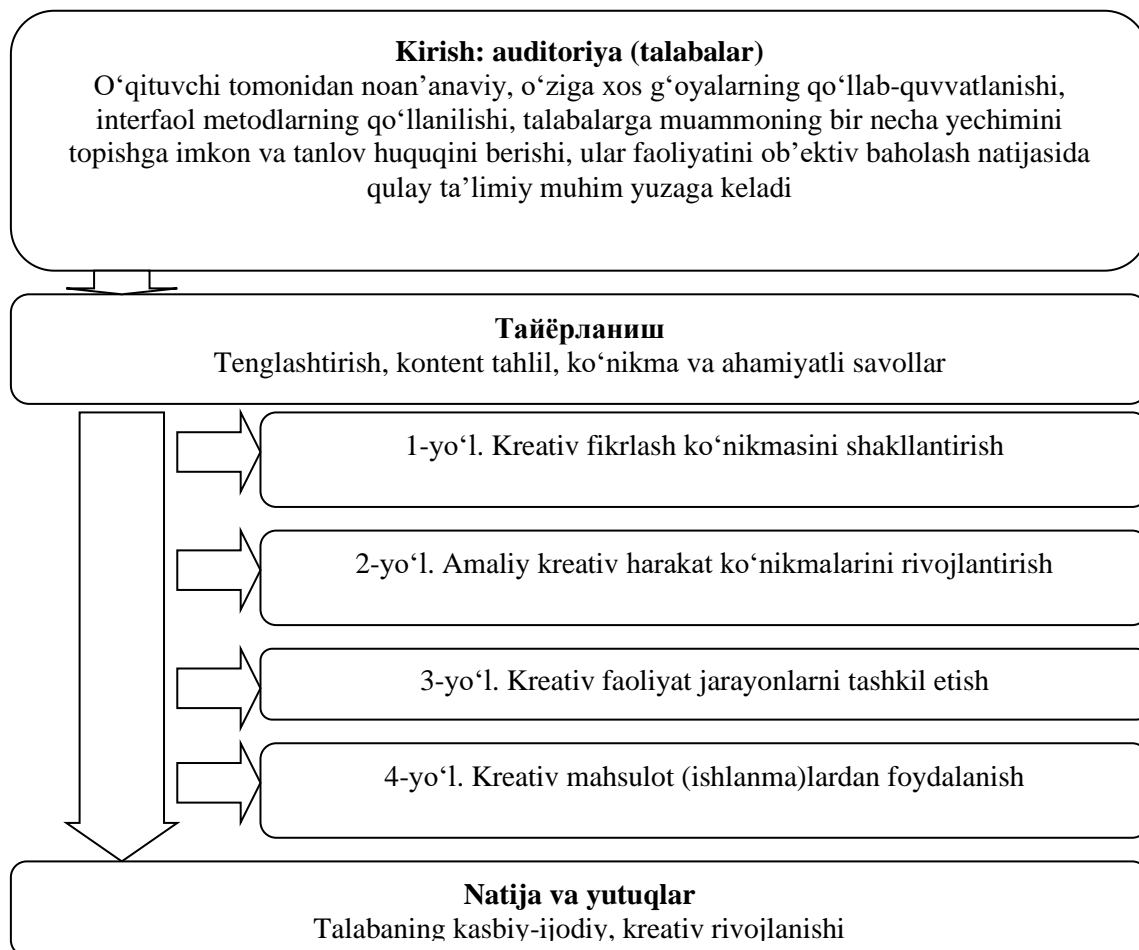 Kirish: auditoriya (talabalar)
O‘qituvchi tomonidan noan’anaviy, o‘ziga xos g‘oyalarning qo‘llab-quvvatlanishi,
interfaol metodlarning qo‘llanilishi, talabalarga muammoning bir necha yechimini
topishga imkon va tanlov huquqini berishi, ular faoliyatini ob’ektiv baholash natijasida
qulay ta’limiy muhim yuzaga keladi
Тайёрланиш
Tenglashtirish, kontent tahlil, ko‘nikma va ahamiyatli savollar
1-yo‘l. Kreativ fikrlash ko‘nikmasini shakllantirish
2-yo‘l. Amaliy kreativ harakat ko‘nikmalarini rivojlantirish
3-yo‘l. Kreativ faoliyat jarayonlarni tashkil etish
4-yo‘l. Kreativ mahsulot (ishlanma)lardan foydalanish
Natija va yutuqlar
Talabaning kasbiy-ijodiy, kreativ rivojlanishi